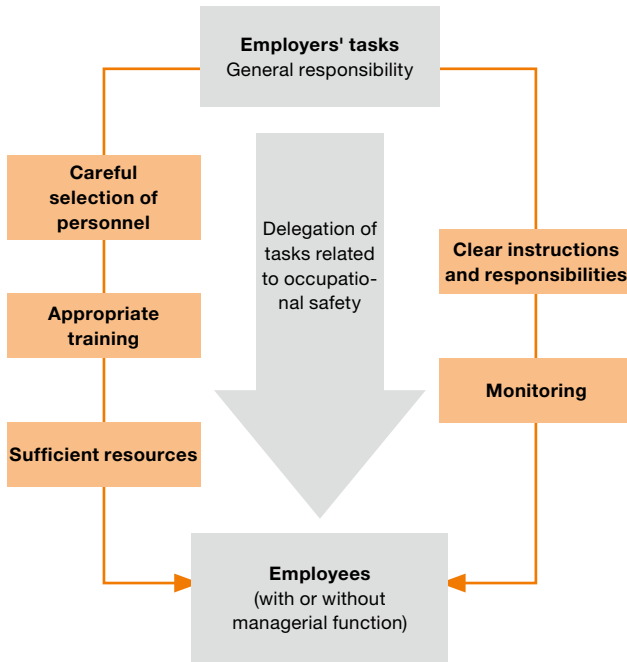 Employers' tasks
General responsibility
Careful
selection of
personnel
Appropriate
training
Sufficient resources
Delegation of
tasks related
to occupatio-
nal safety
Clear instructions
and responsibilities
Monitoring
Employees
(with or without
managerial function)